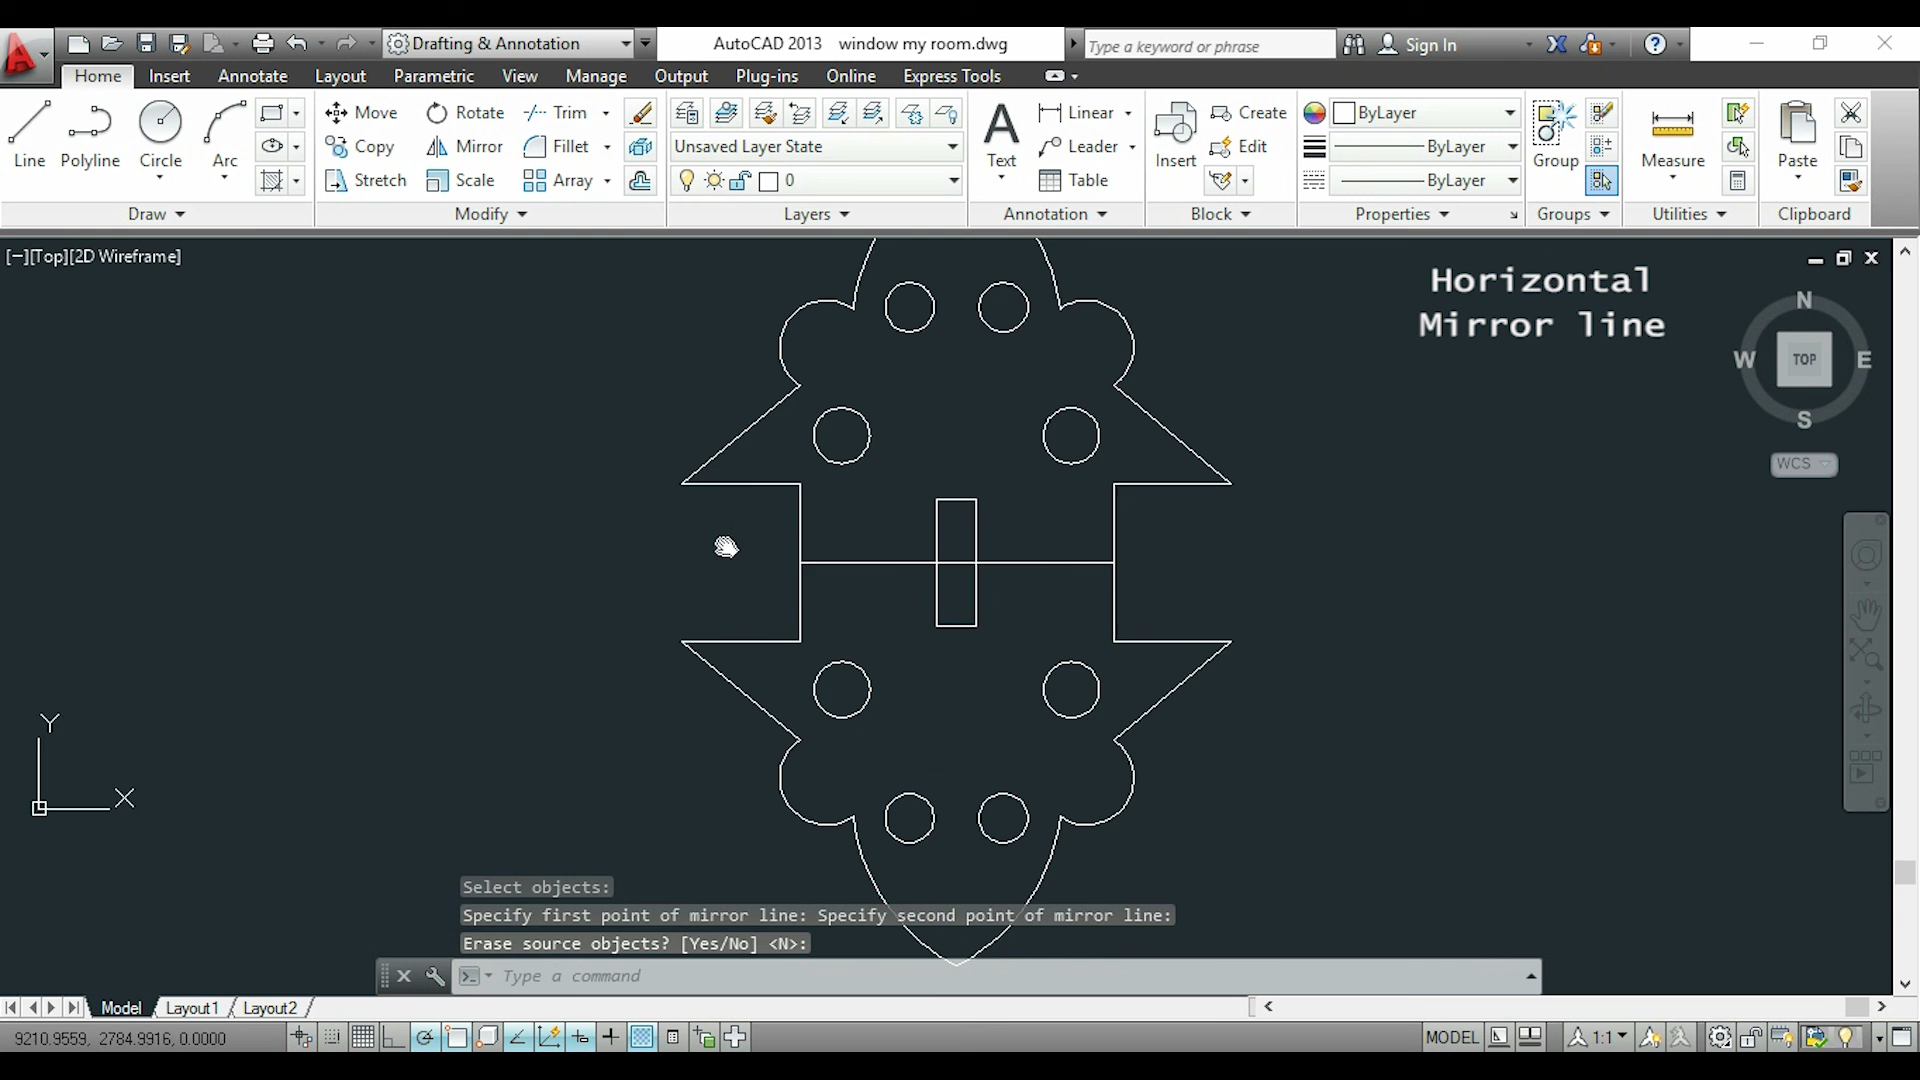 Drafting & Annotation
AutoCAD 2013 window my room.dwg
Type a keyword or phrase
Sign In
Home Insert Annotate Layout Parametric View Manage Output Plug-ins Online Express Tools
Line Polyline Circle Arc
Move Rotate Trim
Copy Mirror Fillet
Stretch Scale Array
Unsaved Layer State
0
Text
Linear
Leader
Table
Insert
Create
Edit
ByLayer
ByLayer
ByLayer
Group
Measure
Paste
Draw Modify Layers Annotation Block Properties Groups Utilities Clipboard
[−][Top][2D Wireframe]
Horizontal
Mirror line
N
W TOP E
S
WCS
Y
X
Select objects:
Specify first point of mirror line: Specify second point of mirror line:
Erase source objects? [Yes/No] <N>:
Type a command
Model Layout1 Layout2
9210.9559, 2784.9916, 0.0000
MODEL
1:1